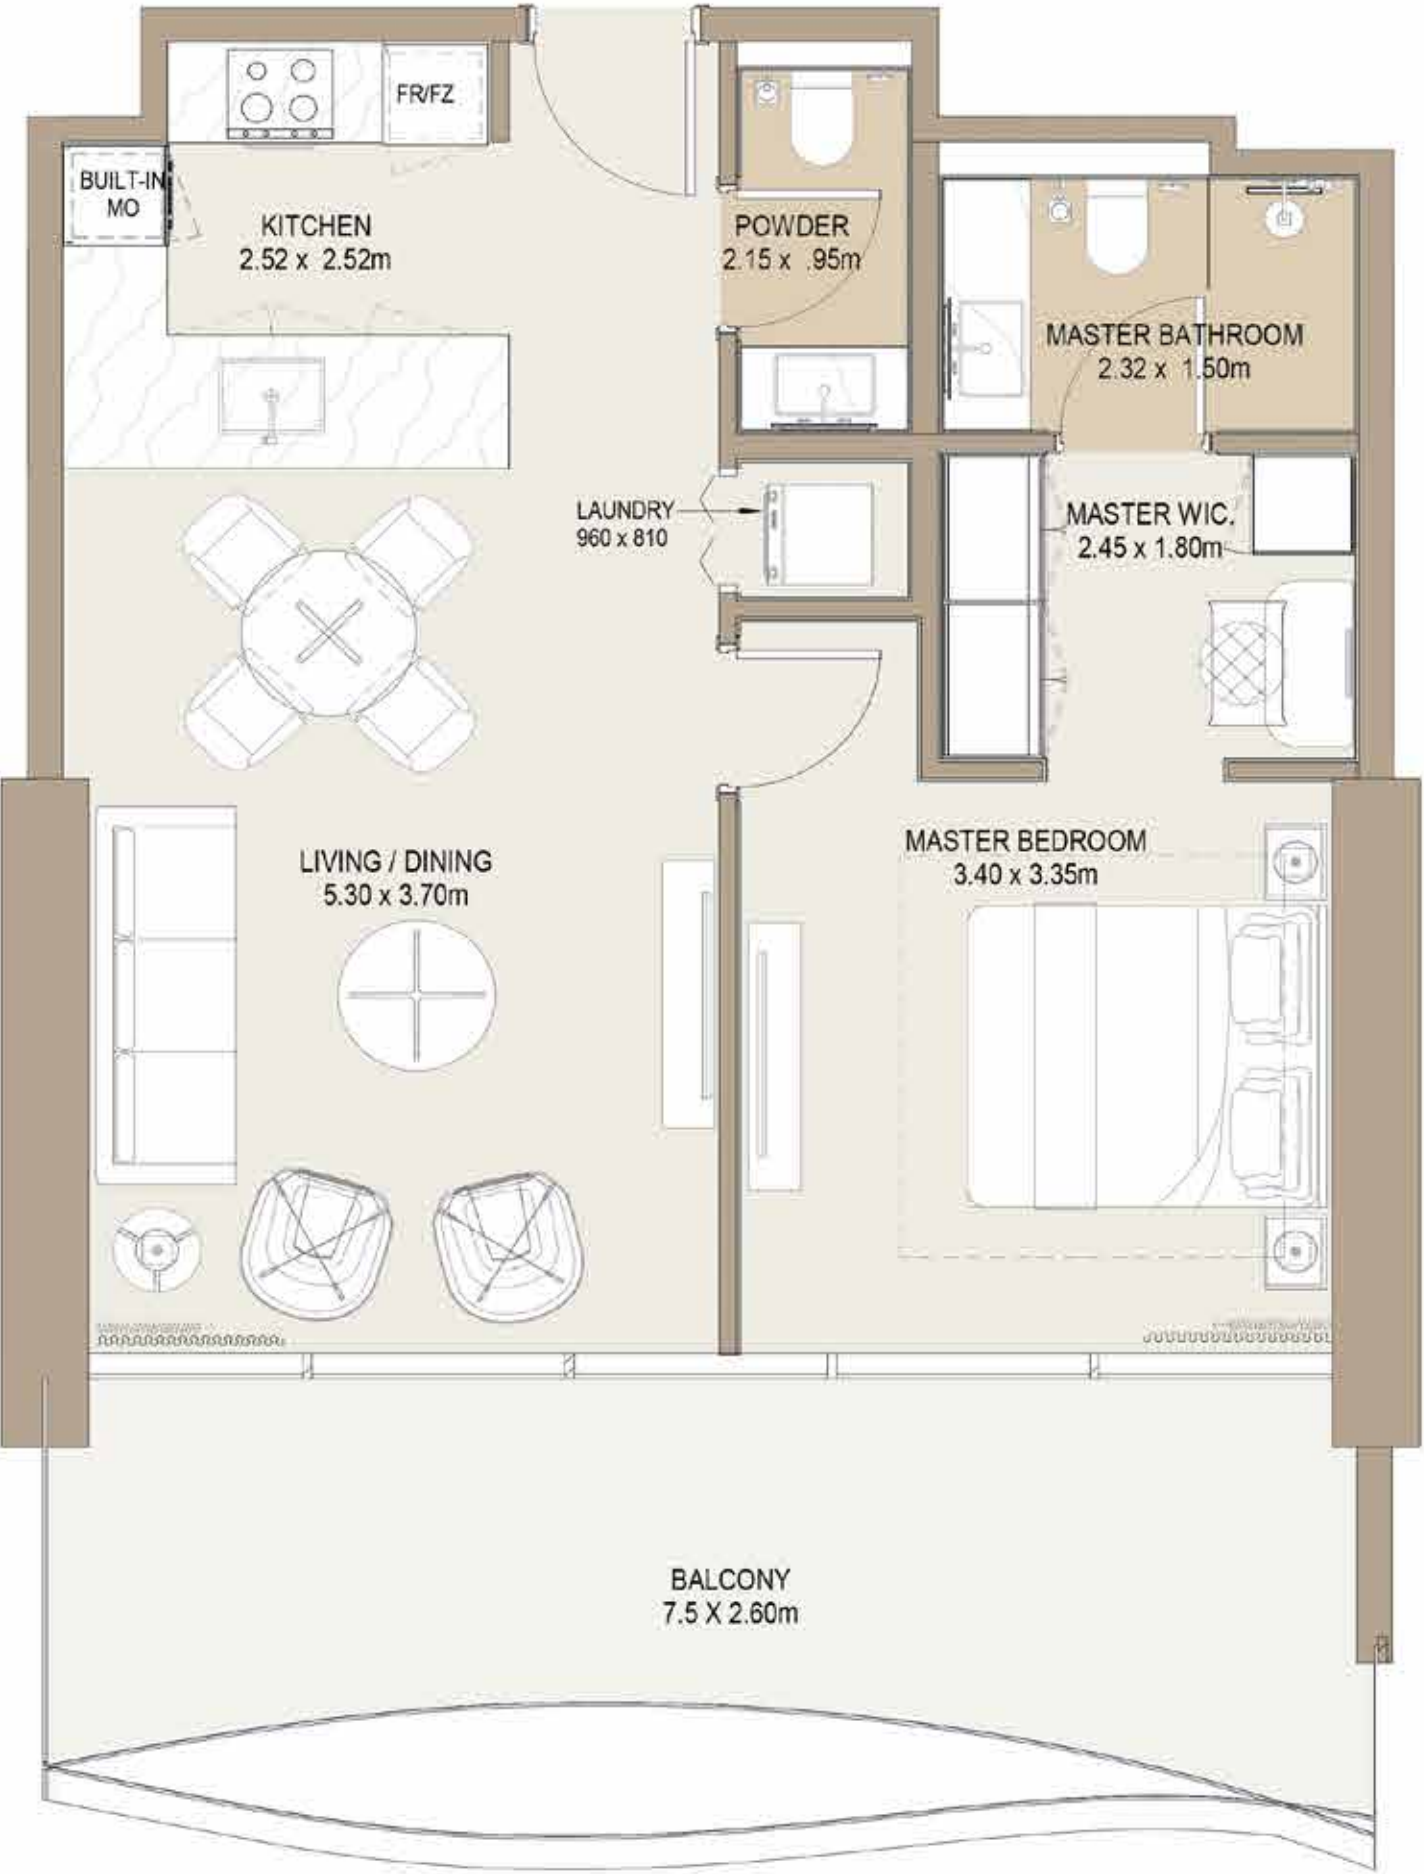 FR/FZ
BUILT-IN
MO
KITCHEN
2.52 x 2.52m
POWDER
2.15 x .95m
MASTER BATHROOM
2.32 x 1.50m
LAUNDRY
960 x 810
MASTER WIC.
2.45 x 1.80m
LIVING / DINING
5.30 x 3.70m
MASTER BEDROOM
3.40 x 3.35m
BALCONY
7.5 X 2.60m